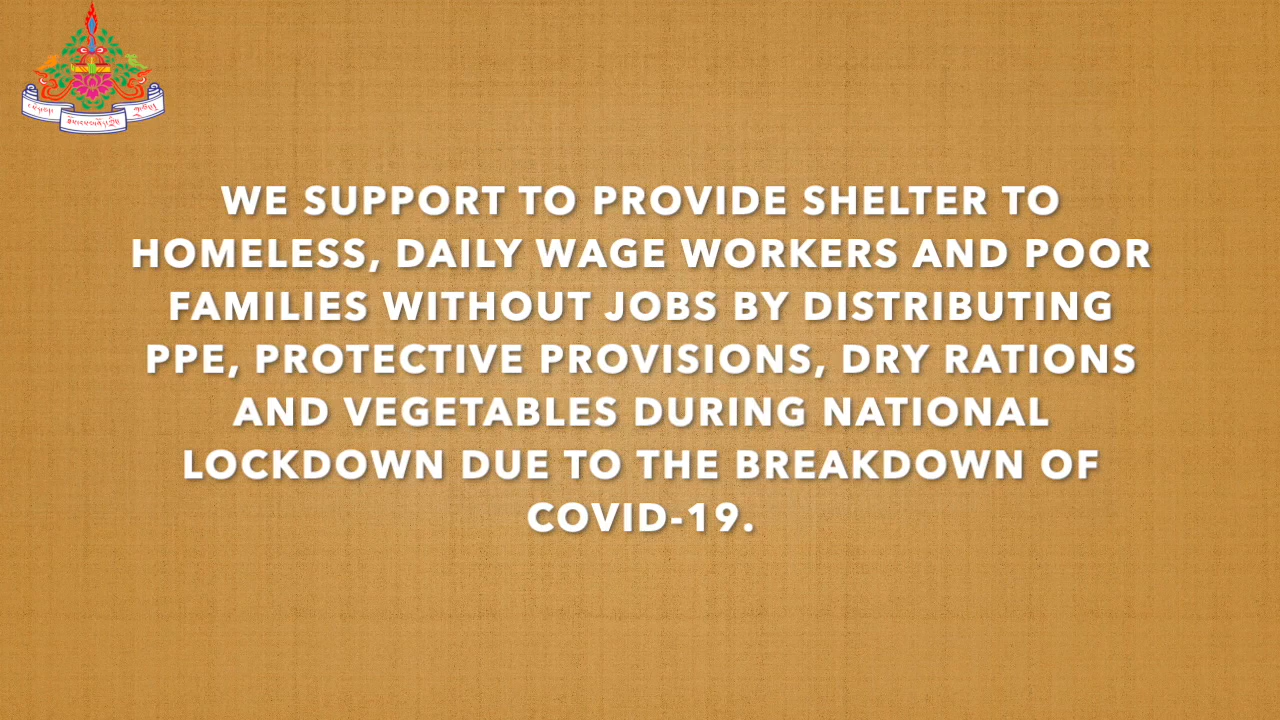 WE SUPPORT TO PROVIDE SHELTER TO
HOMELESS, DAILY WAGE WORKERS AND POOR
FAMILIES WITHOUT JOBS BY DISTRIBUTING
PPE, PROTECTIVE PROVISIONS, DRY RATIONS
AND VEGETABLES DURING NATIONAL
LOCKDOWN DUE TO THE BREAKDOWN OF
COVID-19.